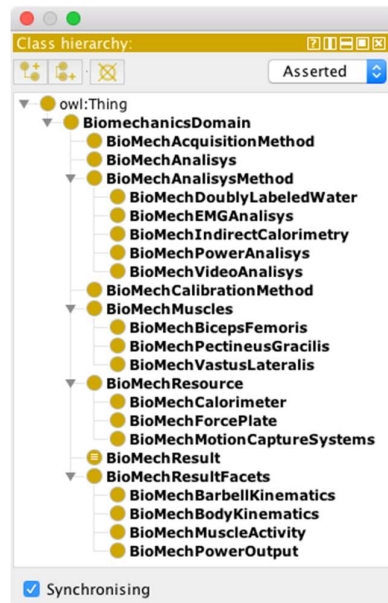 Class hierarchy:
Asserted
owl:Thing
BiomechanicsDomain
BioMechAcquisitionMethod
BioMechAnalisys
BioMechAnalisysMethod
BioMechDoublyLabeledWater
BioMechEMGAnalisys
BioMechIndirectCalorimetry
BioMechPowerAnalisys
BioMechVideoAnalisys
BioMechCalibrationMethod
BioMechMuscles
BioMechBicepsFemoris
BioMechPectineusGracilis
BioMechVastusLateralis
BioMechResource
BioMechCalorimeter
BioMechForcePlate
BioMechMotionCaptureSystems
BioMechResult
BioMechResultFacets
BioMechBarbellKinematics
BioMechBodyKinematics
BioMechMuscleActivity
BioMechPowerOutput
Synchronising